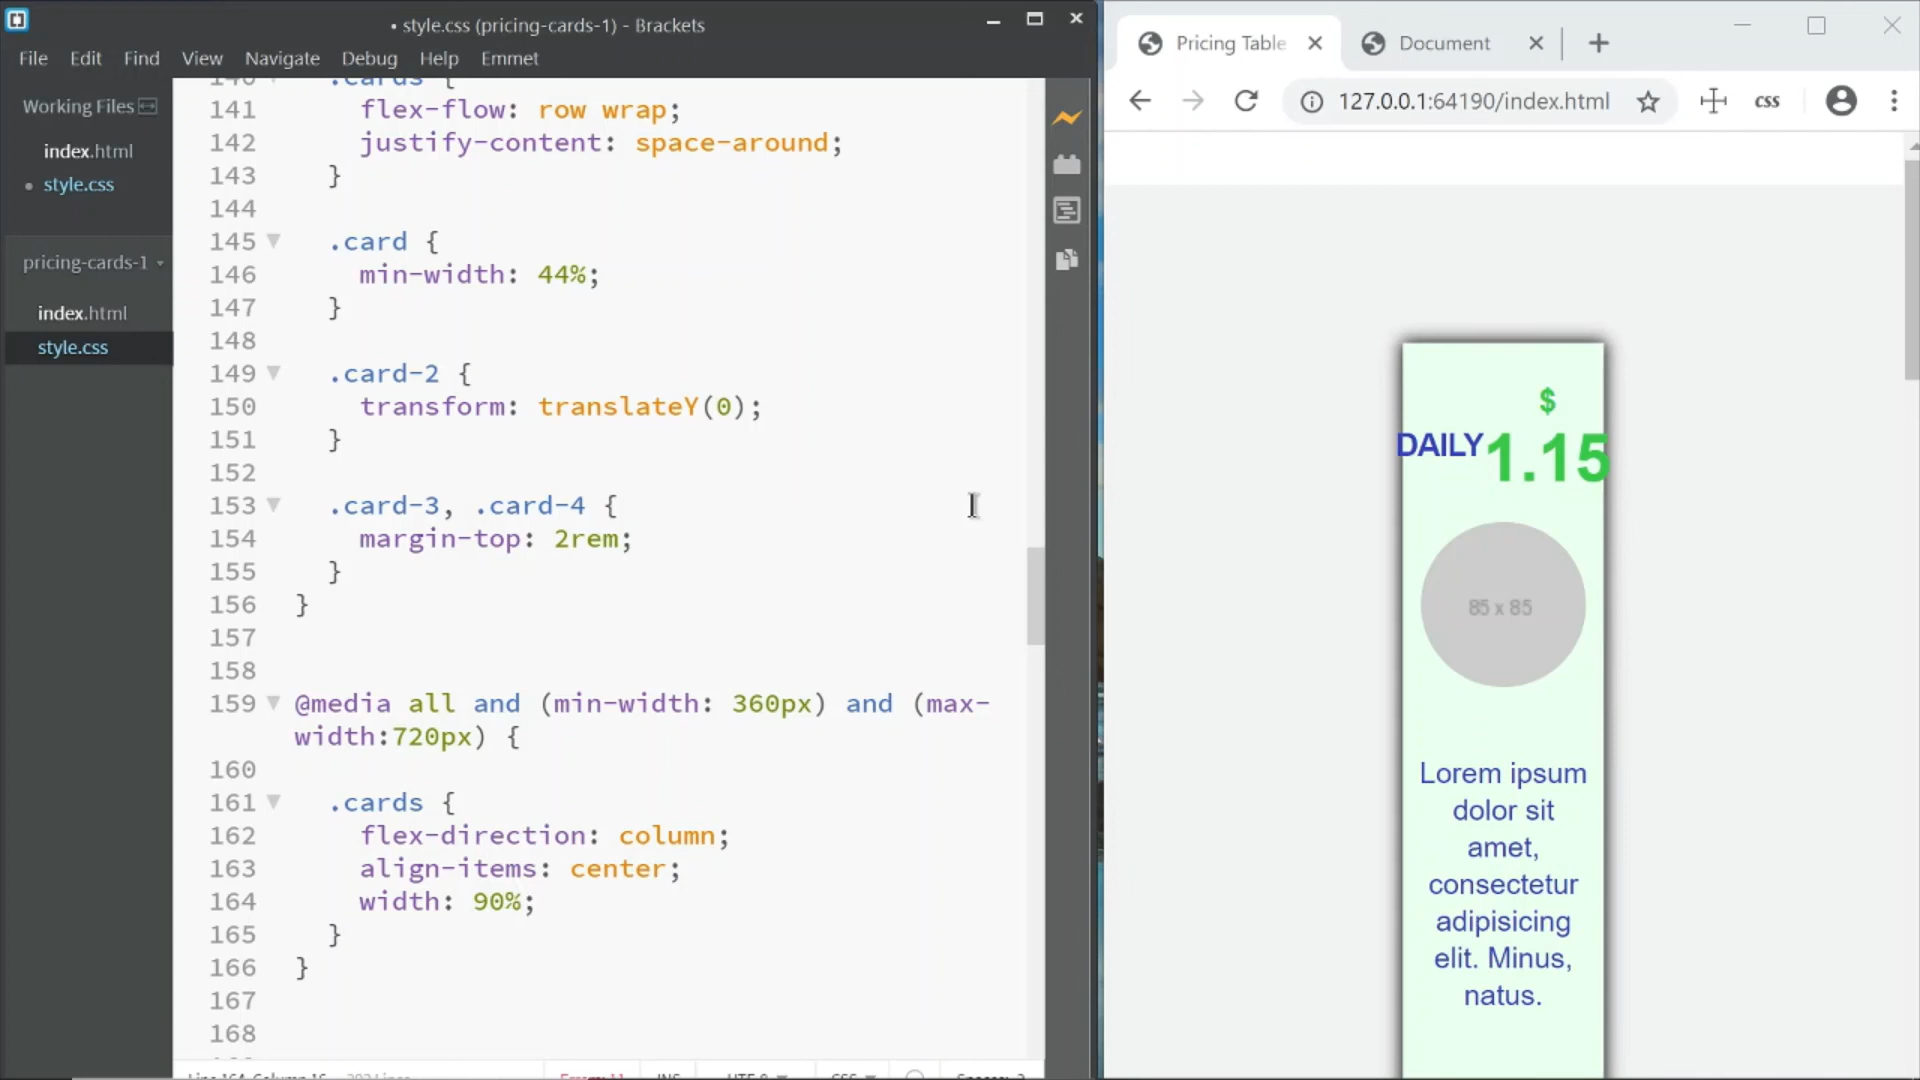 • style.css (pricing-cards-1) - Brackets
File Edit Find View Navigate Debug Help Emmet
Working Files
index.html
• style.css
pricing-cards-1
index.html
style.css
140 .cards {
141 flex-flow: row wrap;
142 justify-content: space-around;
143 }
144
145 .card {
146 min-width: 44%;
147 }
148
149 .card-2 {
150 transform: translateY(0);
151 }
152
153 .card-3, .card-4 {
154 margin-top: 2rem;
155 }
156 }
157
158
159 @media all and (min-width: 360px) and (max-
width:720px) {
160
161 .cards {
162 flex-direction: column;
163 align-items: center;
164 width: 90%;
165 }
166 }
167
168
Pricing Table
Document
127.0.0.1:64190/index.html
css
$
DAILY 1.15
85 x 85
Lorem ipsum
dolor sit
amet,
consectetur
adipisicing
elit. Minus,
natus.